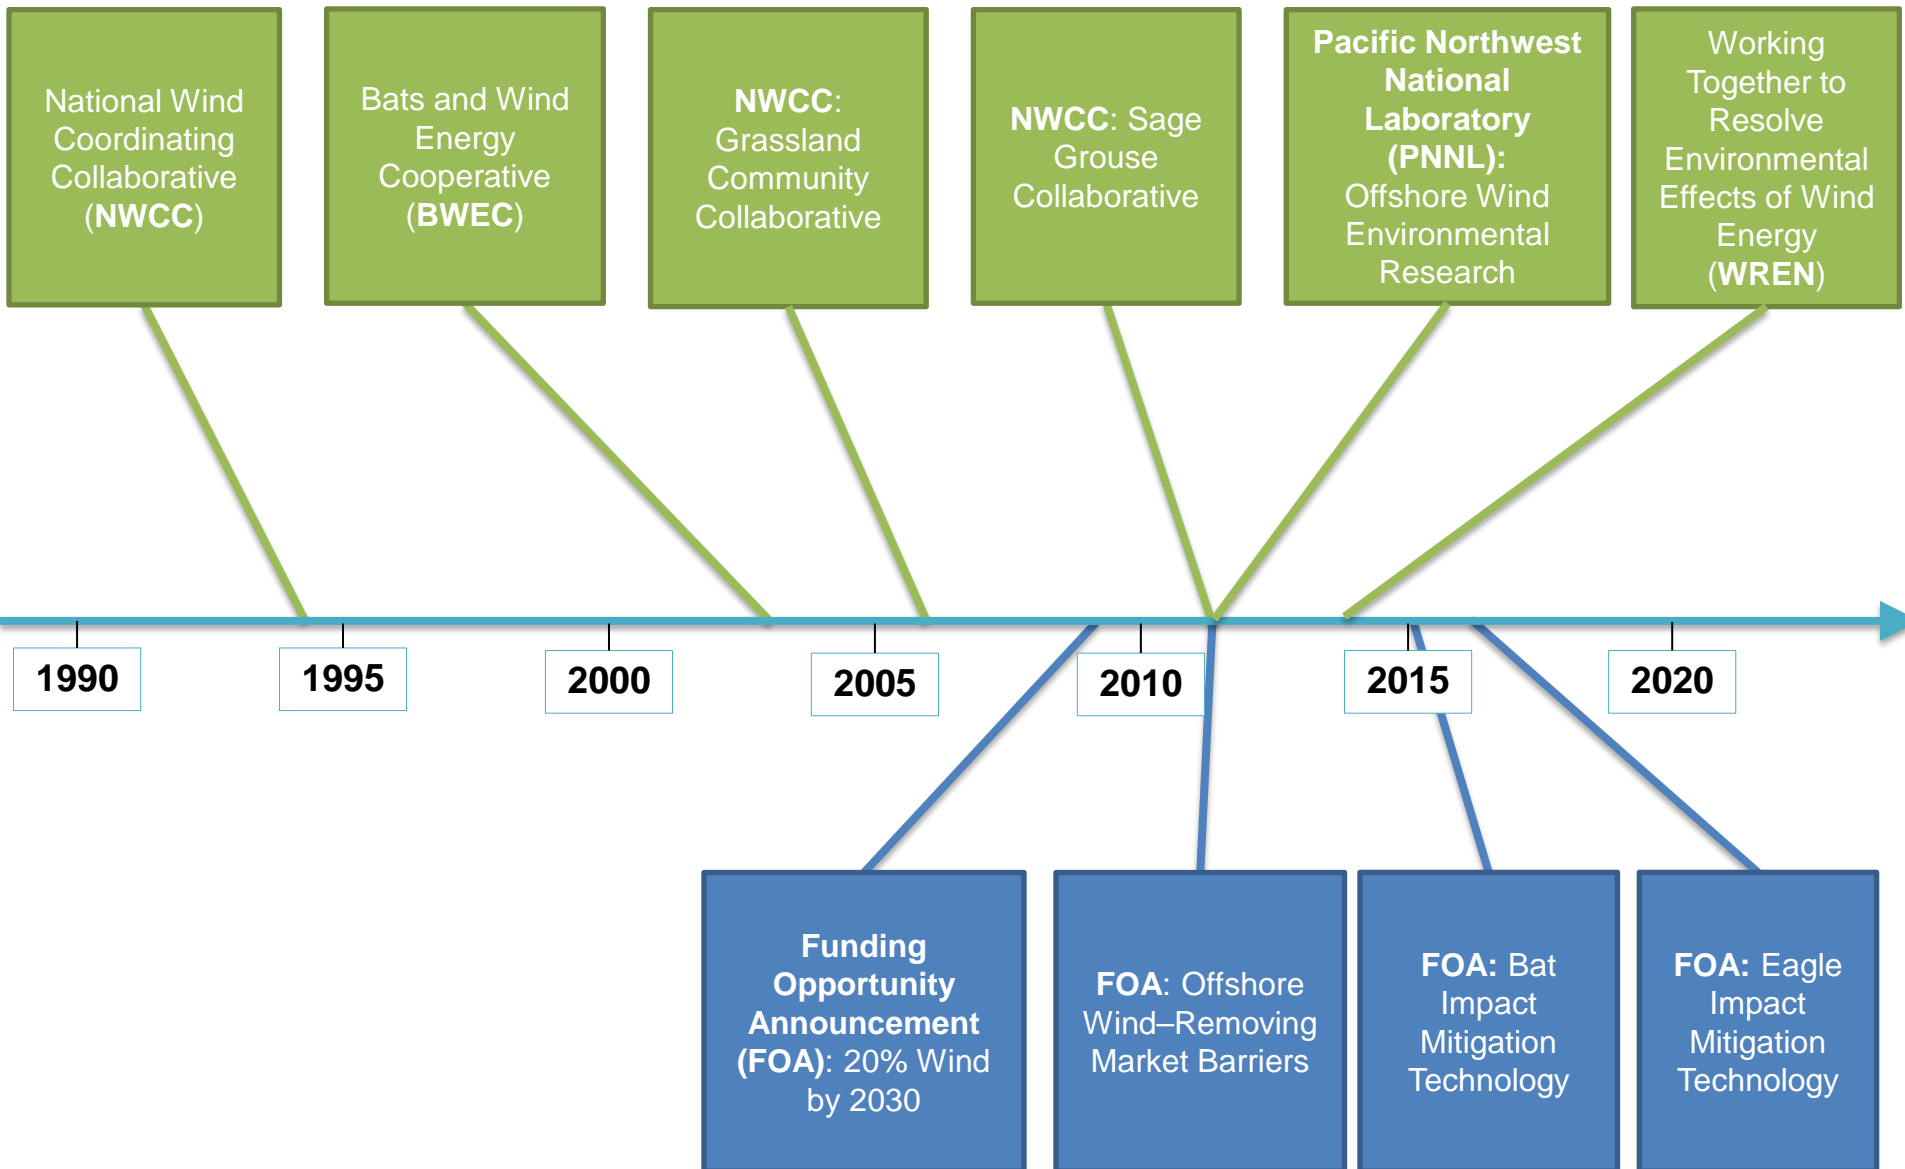 National Wind
Coordinating
Collaborative
(NWCC)
Bats and Wind
Energy
Cooperative
(BWEC)
NWCC:
Grassland
Community
Collaborative
NWCC: Sage
Grouse
Collaborative
Pacific Northwest
National
Laboratory
(PNNL):
Offshore Wind
Environmental
Research
Working
Together to
Resolve
Environmental
Effects of Wind
Energy
(WREN)
1990
1995
2000
2005
2010
2015
2020
Funding
Opportunity
Announcement
(FOA): 20% Wind
by 2030
FOA: Offshore
Wind–Removing
Market Barriers
FOA: Bat
Impact
Mitigation
Technology
FOA: Eagle
Impact
Mitigation
Technology